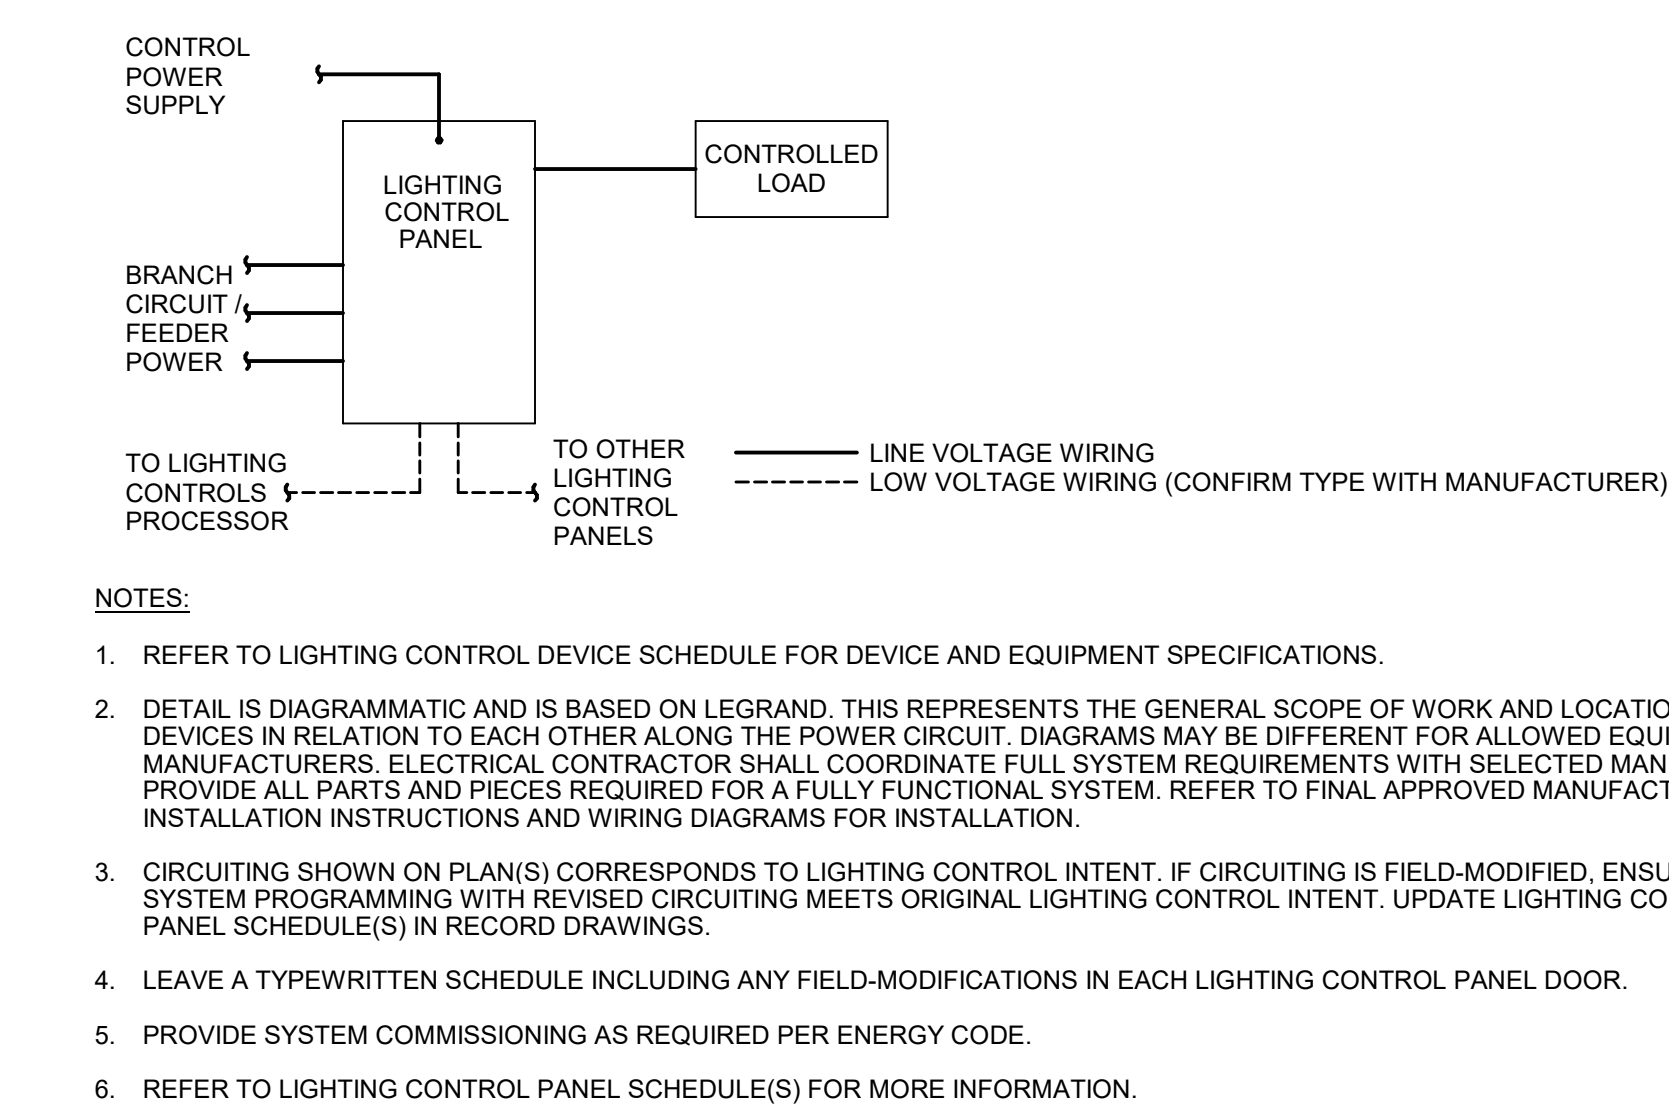 CONTROL
POWER
SUPPLY
LIGHTING
CONTROL
PANEL
CONTROLLED
LOAD
BRANCH
CIRCUIT /
FEEDER
POWER
TO LIGHTING
CONTROLS
PROCESSOR
TO OTHER
LIGHTING
CONTROL
PANELS
LINE VOLTAGE WIRING
LOW VOLTAGE WIRING (CONFIRM TYPE WITH MANUFACTURER)
NOTES:
1. REFER TO LIGHTING CONTROL DEVICE SCHEDULE FOR DEVICE AND EQUIPMENT SPECIFICATIONS.
2. DETAIL IS DIAGRAMMATIC AND IS BASED ON LEGRAND. THIS REPRESENTS THE GENERAL SCOPE OF WORK AND
DEVICES IN RELATION TO EACH OTHER ALONG THE POWER CIRCUIT. DIAGRAMS MAY BE DIFFERENT FOR ALLOWED
MANUFACTURERS. ELECTRICAL CONTRACTOR SHALL COORDINATE FULL SYSTEM REQUIREMENTS WITH SELECTED
PROVIDE ALL PARTS AND PIECES REQUIRED FOR A FULLY FUNCTIONAL SYSTEM. REFER TO FINAL APPROVED
INSTALLATION INSTRUCTIONS AND WIRING DIAGRAMS FOR INSTALLATION.
3. CIRCUITING SHOWN ON PLAN(S) CORRESPONDS TO LIGHTING CONTROL INTENT. IF CIRCUITING IS FIELD-MODIFIED,
SYSTEM PROGRAMMING WITH REVISED CIRCUITING MEETS ORIGINAL LIGHTING CONTROL INTENT. UPDATE LIGHTING
PANEL SCHEDULE(S) IN RECORD DRAWINGS.
4. LEAVE A TYPEWRITTEN SCHEDULE INCLUDING ANY FIELD-MODIFICATIONS IN EACH LIGHTING CONTROL PANEL DOOR.
5. PROVIDE SYSTEM COMMISSIONING AS REQUIRED PER ENERGY CODE.
6. REFER TO LIGHTING CONTROL PANEL SCHEDULE(S) FOR MORE INFORMATION.